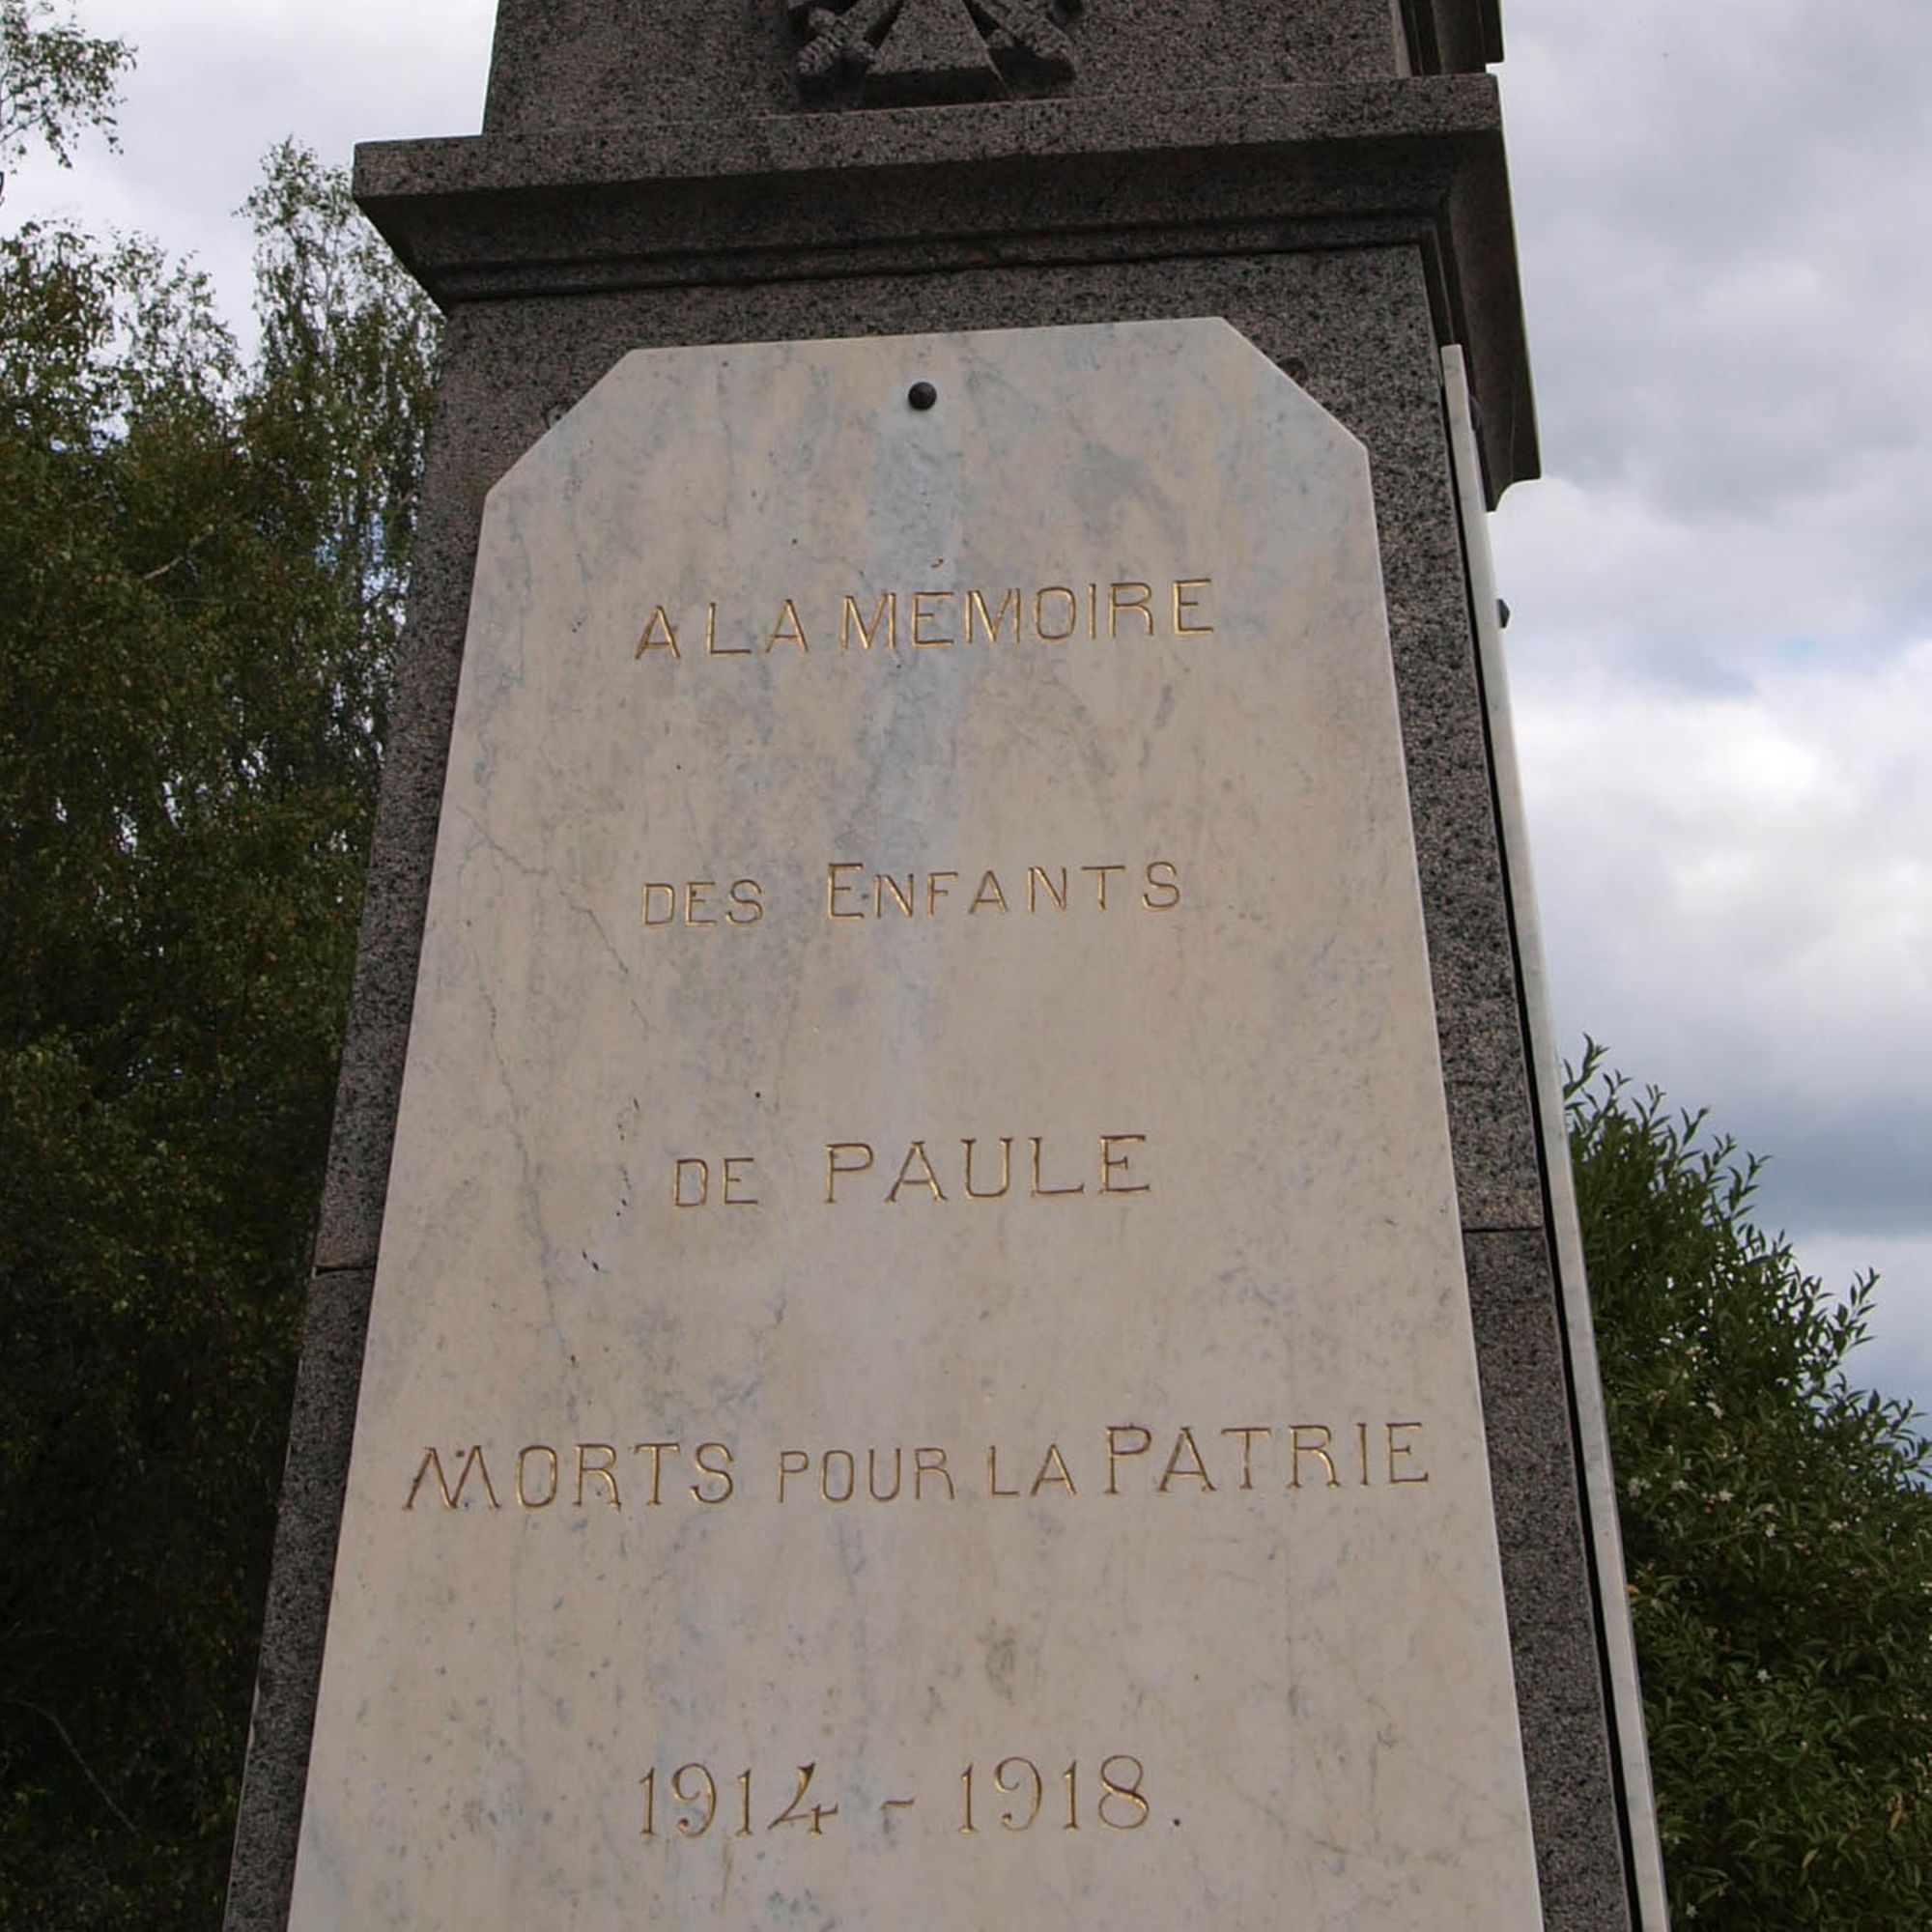 A LA MÉMOIRE
DES ENFANTS
DE PAULE
MORTS POUR LA PATRIE
1914 - 1918.